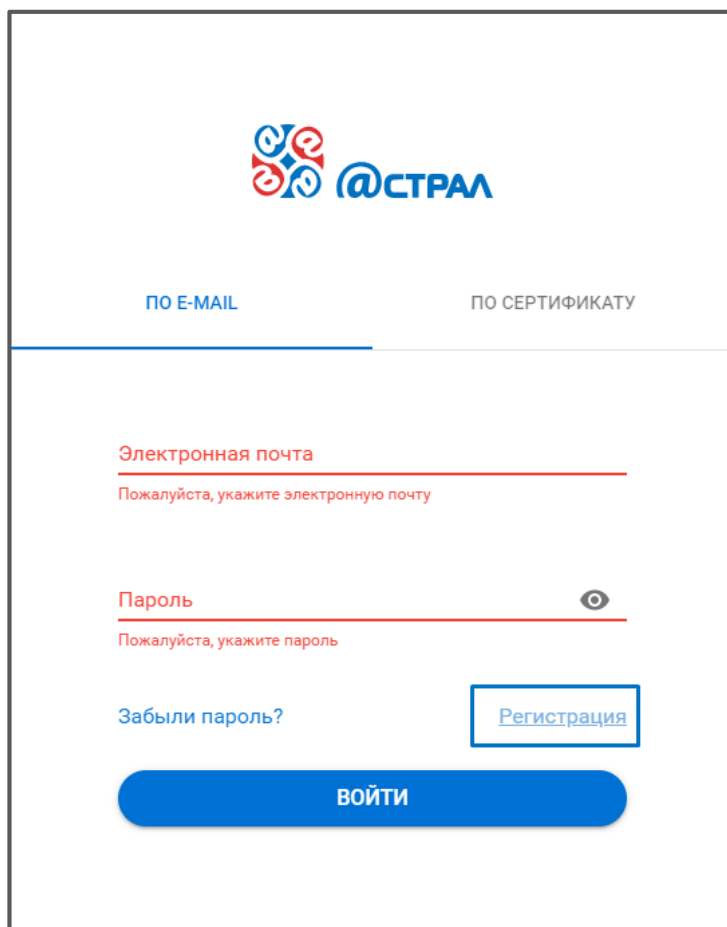 @СТРАЛ
ПО E-MAIL ПО СЕРТИФИКАТУ
Электронная почта
Пожалуйста, укажите электронную почту
Пароль
Пожалуйста, укажите пароль
Забыли пароль? Регистрация
ВОЙТИ